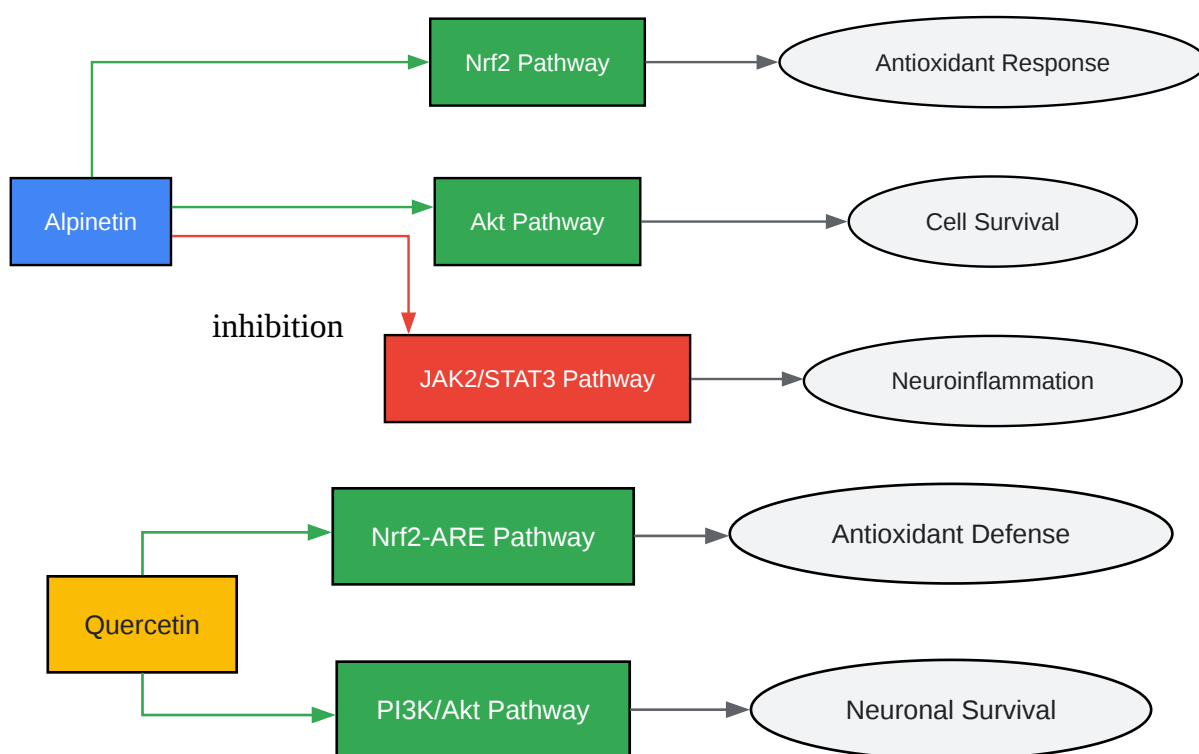 Nrf2 Pathway
Antioxidant Response
Alpinetin
Akt Pathway
Cell Survival
inhibition
JAK2/STAT3 Pathway
Neuroinflammation
Nrf2-ARE Pathway
Antioxidant Defense
Quercetin
PI3K/Akt Pathway
Neuronal Survival